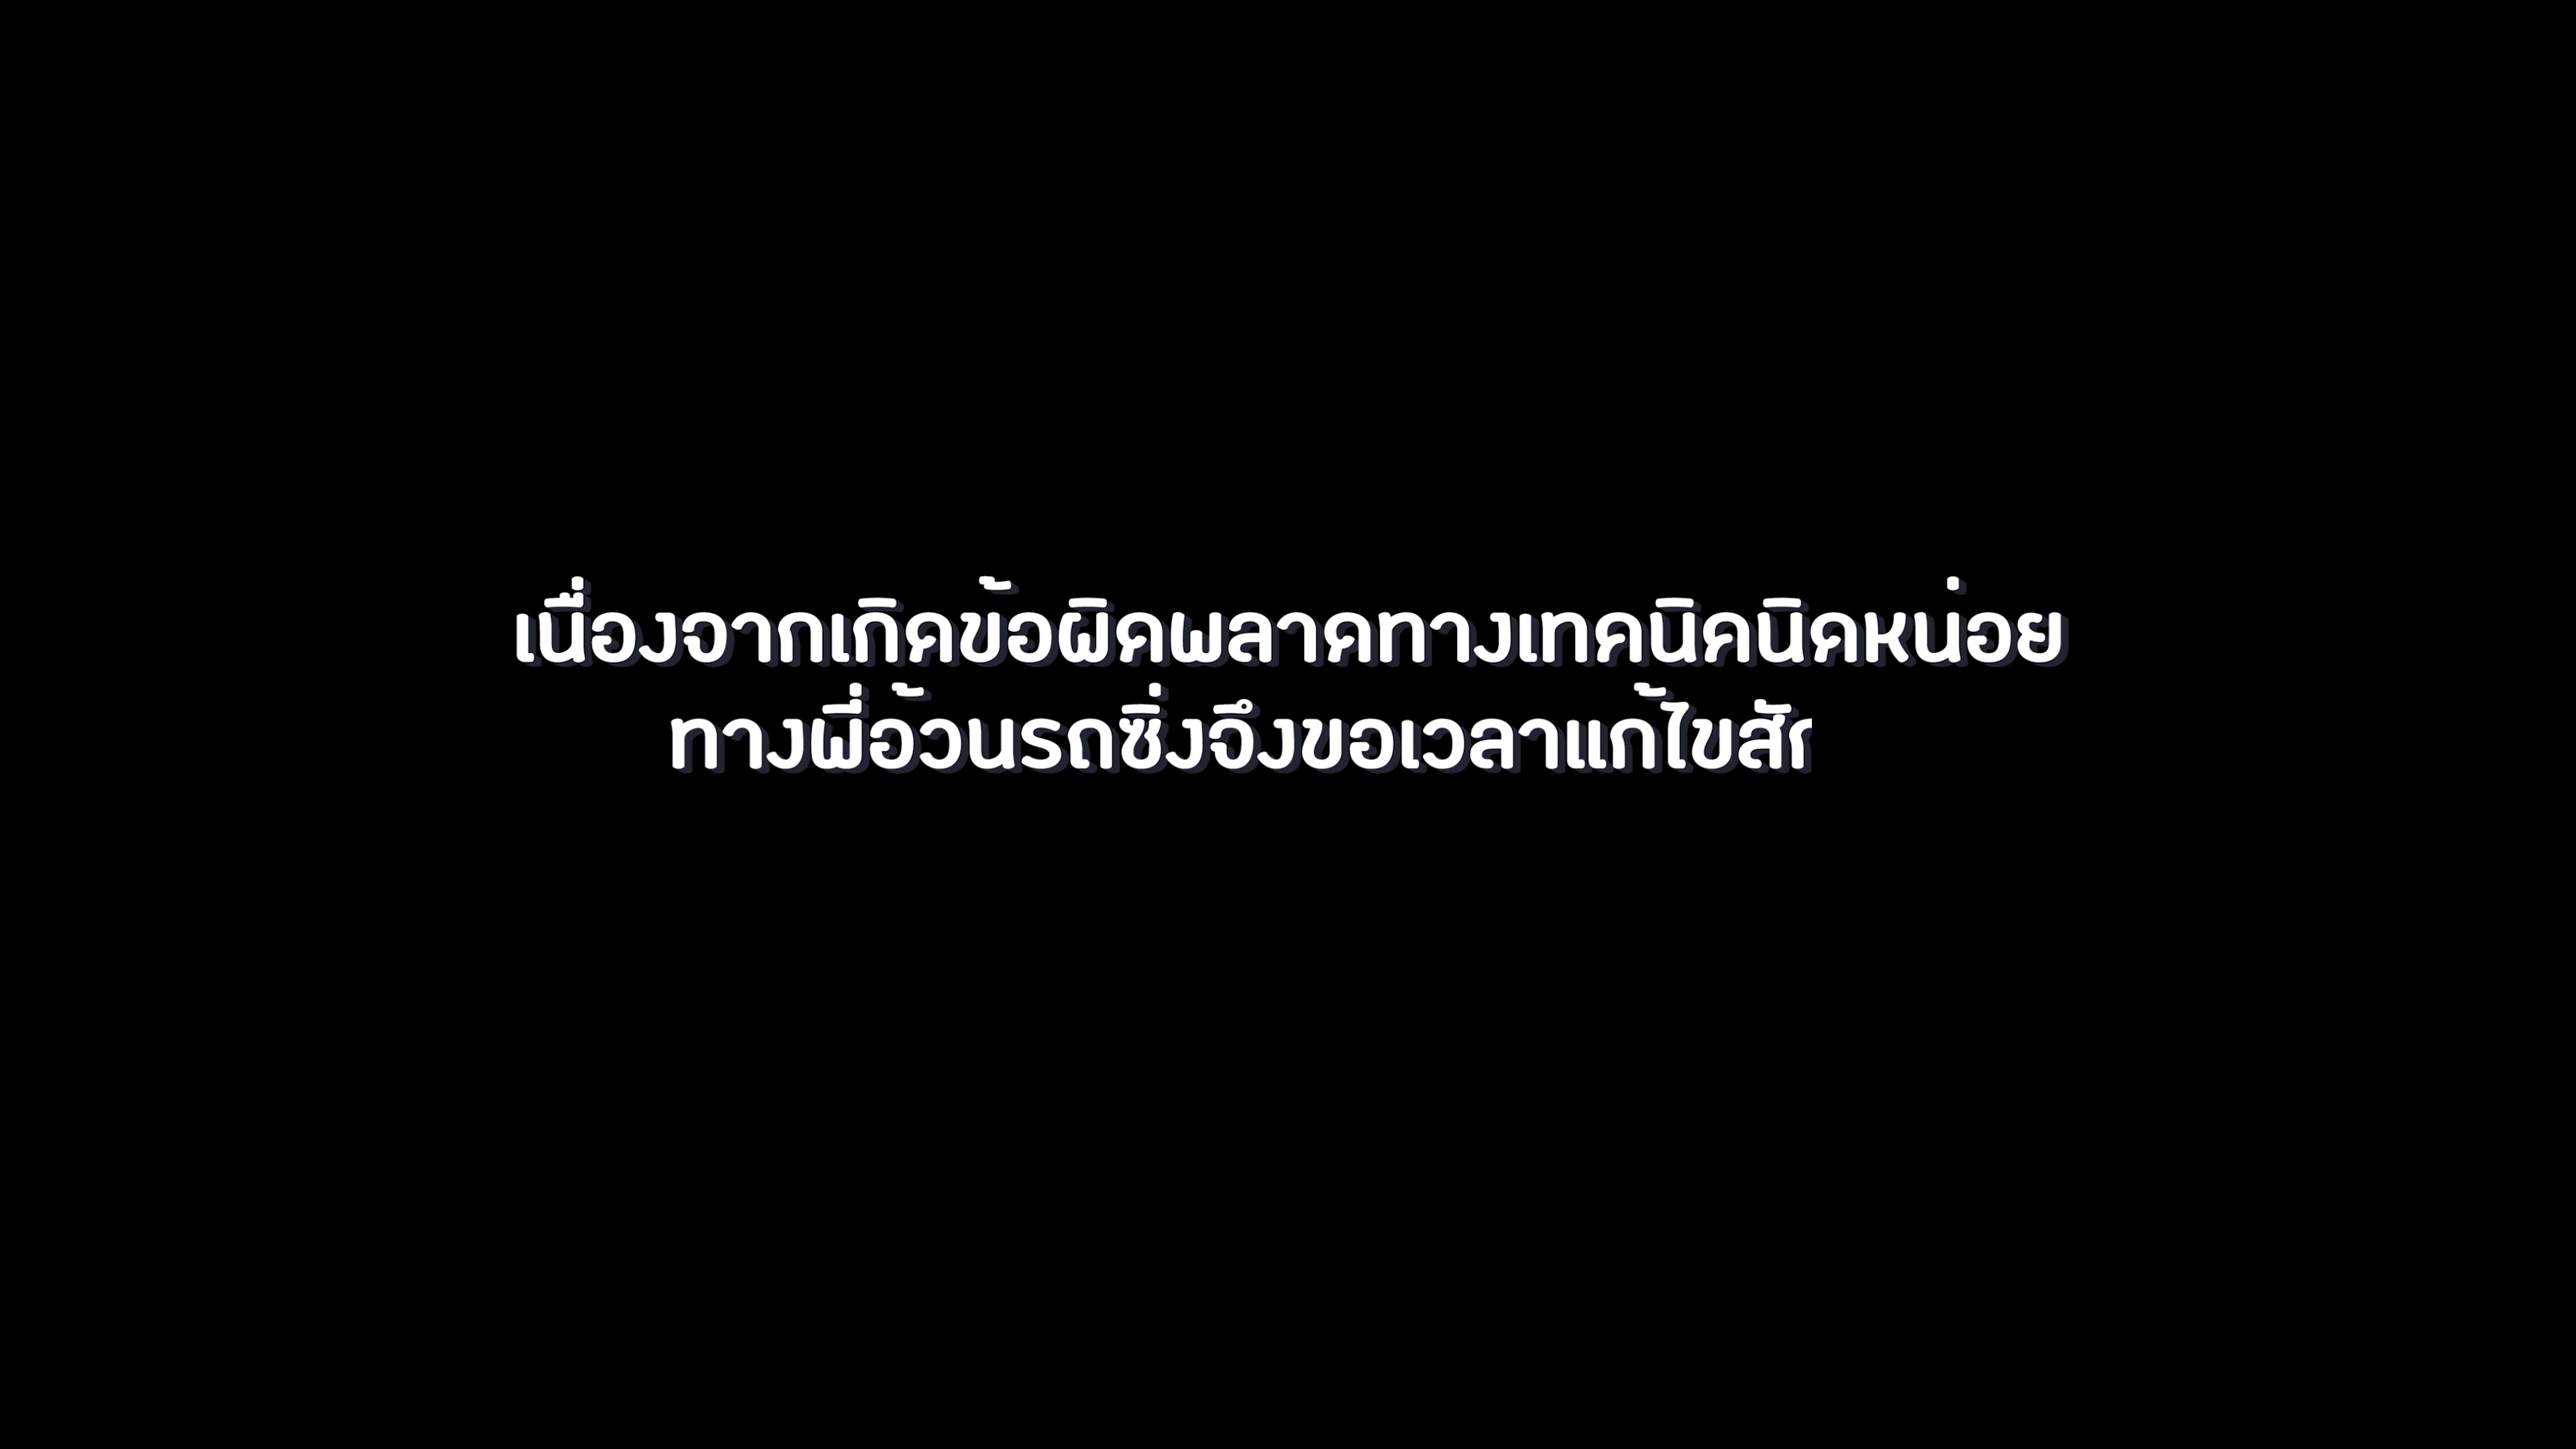 เนื่องจากเกิดข้อผิดพลาดทางเทคนิคนิดหน่อย
ทางพี่อ้วนรถซิ่งจึงขอเวลาแก้ไข